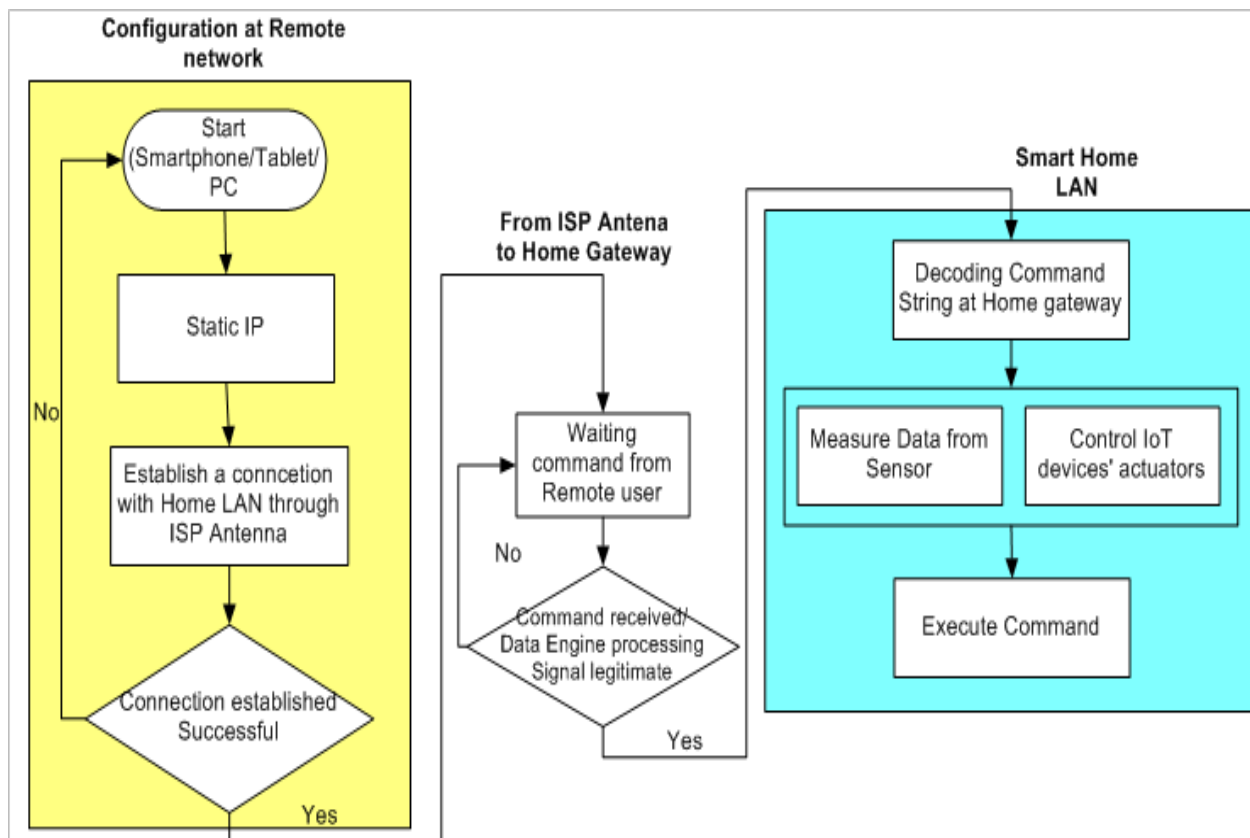 Configuration at Remote
network
Start
(Smartphone/Tablet/
PC
Static IP
No
Establish a conncetion
with Home LAN through
ISP Antenna
Connection established
Successful
Yes
From ISP Antena
to Home Gateway
Waiting
command from
Remote user
No
Command received/
Data Engine processing
Signal legitimate
Yes
Smart Home
LAN
Decoding Command
String at Home gateway
Measure Data from
Sensor
Control IoT
devices' actuators
Execute Command